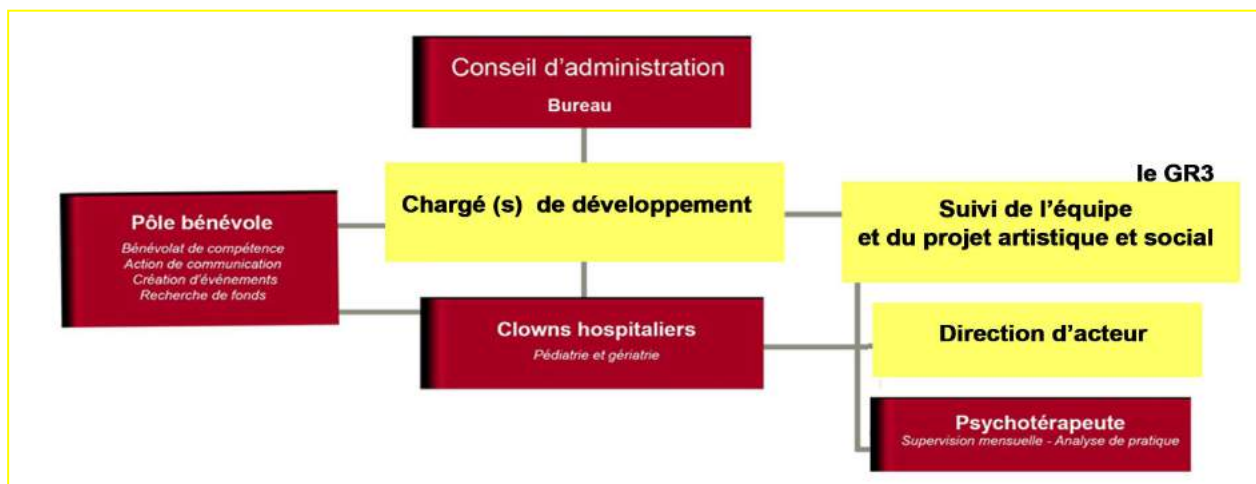 Conseil d'administration
Bureau
le GR3
Chargé (s) de développement
Suivi de l'équipe
et du projet artistique et social
Pôle bénévole
Bénévolat de compétence
Action de communication
Création d'événements
Recherche de fonds
Clowns hospitaliers
Pédiatrie et gériatrie
Direction d'acteur
Psychotérapeute
Supervision mensuelle - Analyse de pratique